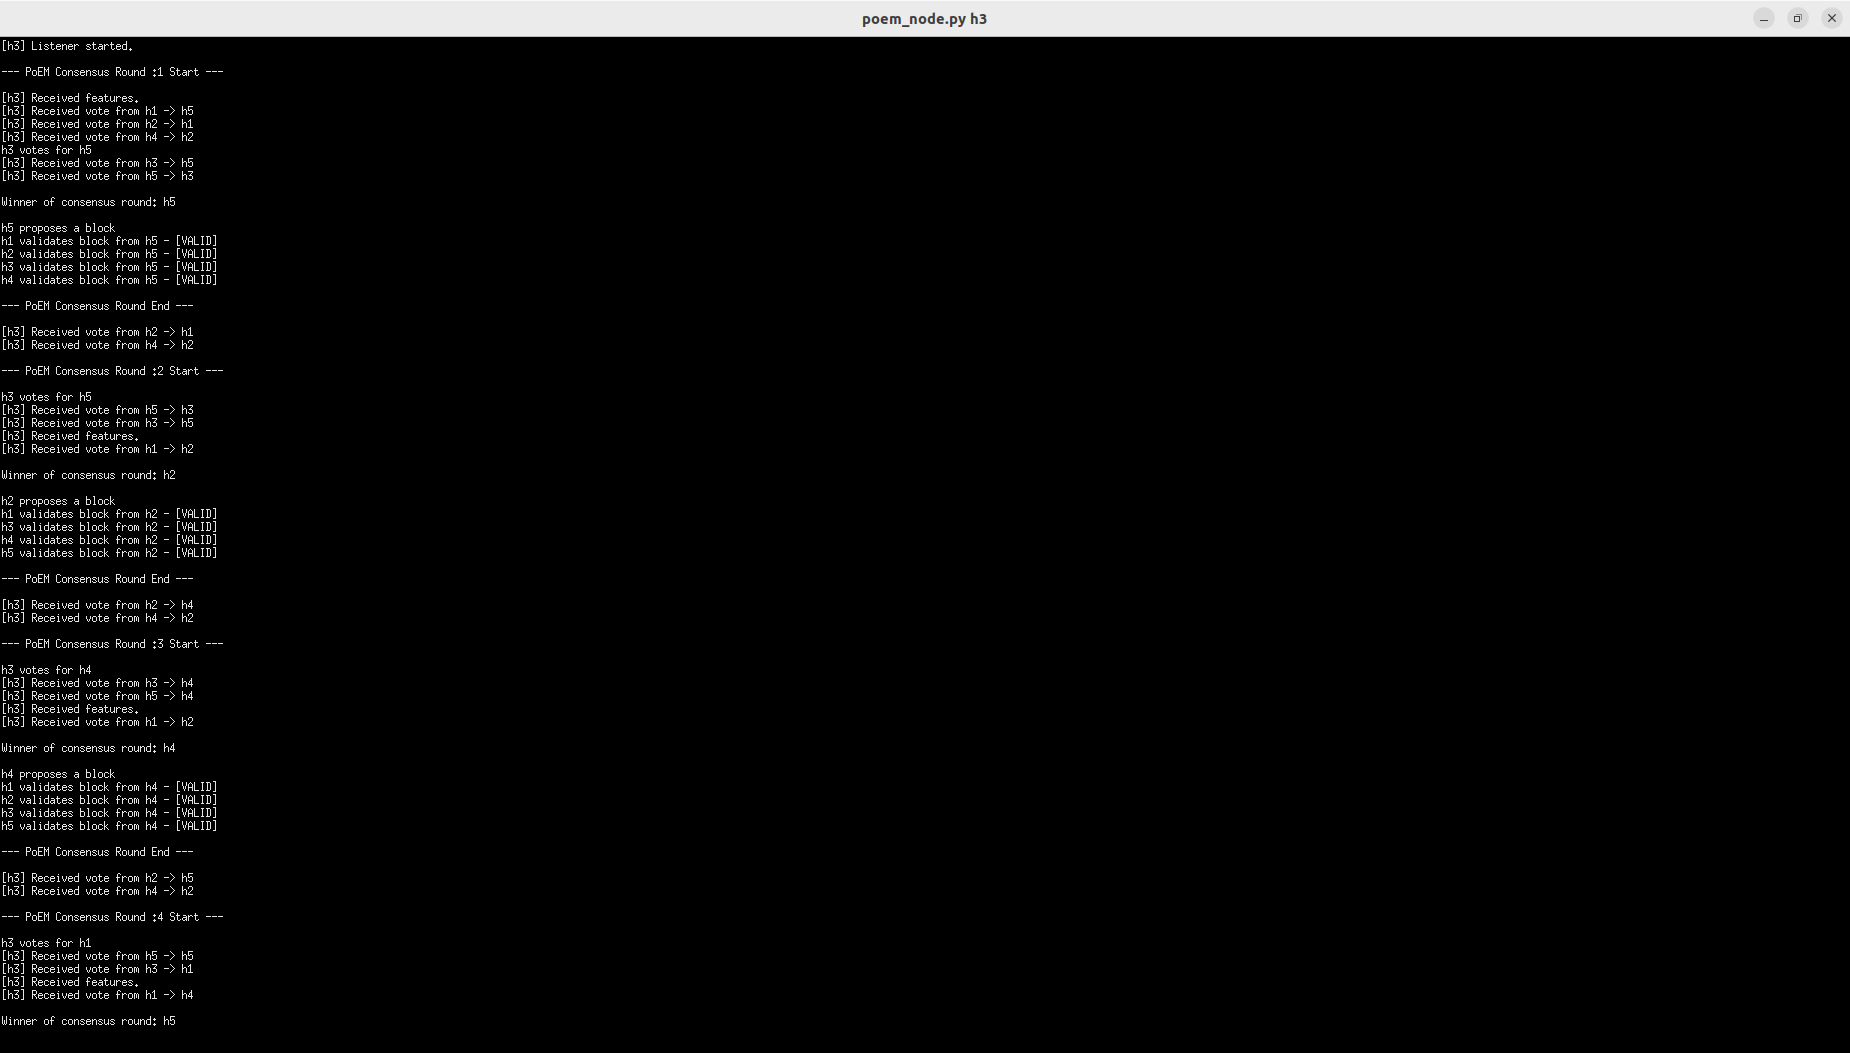 poem_node.py h3
[h3] Listener started.
--- PoEM Consensus Round :1 Start ---
[h3] Received features.
[h3] Received vote from h1 -> h5
[h3] Received vote from h2 -> h1
[h3] Received vote from h4 -> h2
h3 votes for h5
[h3] Received vote from h3 -> h5
[h3] Received vote from h5 -> h3
Winner of consensus round: h5
h5 proposes a block
h1 validates block from h5 - [VALID]
h2 validates block from h5 - [VALID]
h3 validates block from h5 - [VALID]
h4 validates block from h5 - [VALID]
--- PoEM Consensus Round End ---
[h3] Received vote from h2 -> h1
[h3] Received vote from h4 -> h2
--- PoEM Consensus Round :2 Start ---
h3 votes for h5
[h3] Received vote from h5 -> h3
[h3] Received vote from h3 -> h5
[h3] Received features.
[h3] Received vote from h1 -> h2
Winner of consensus round: h2
h2 proposes a block
h1 validates block from h2 - [VALID]
h3 validates block from h2 - [VALID]
h4 validates block from h2 - [VALID]
h5 validates block from h2 - [VALID]
--- PoEM Consensus Round End ---
[h3] Received vote from h2 -> h4
[h3] Received vote from h4 -> h2
--- PoEM Consensus Round :3 Start ---
h3 votes for h4
[h3] Received vote from h3 -> h4
[h3] Received vote from h5 -> h4
[h3] Received features.
[h3] Received vote from h1 -> h2
Winner of consensus round: h4
h4 proposes a block
h1 validates block from h4 - [VALID]
h2 validates block from h4 - [VALID]
h3 validates block from h4 - [VALID]
h5 validates block from h4 - [VALID]
--- PoEM Consensus Round End ---
[h3] Received vote from h2 -> h5
[h3] Received vote from h4 -> h2
--- PoEM Consensus Round :4 Start ---
h3 votes for h1
[h3] Received vote from h5 -> h5
[h3] Received vote from h3 -> h1
[h3] Received features.
[h3] Received vote from h1 -> h4
Winner of consensus round: h5